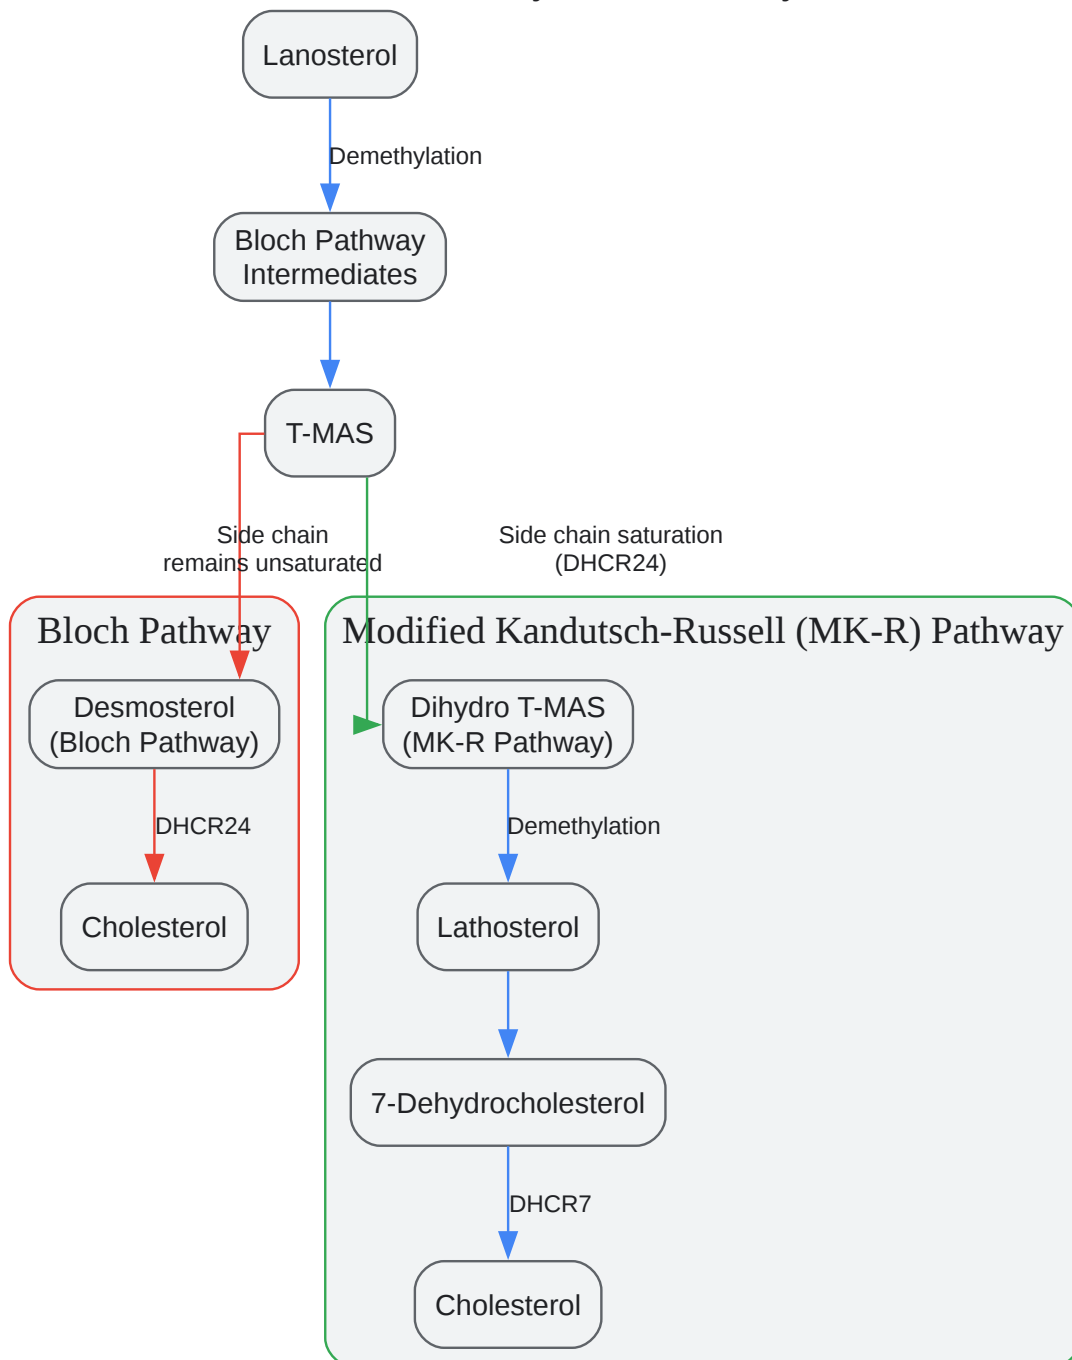 Lanosterol
Demethylation
Bloch Pathway
Intermediates
T-MAS
Side chain
remains unsaturated
Side chain saturation
(DHCR24)
Bloch Pathway
Modified Kandutsch-Russell (MK-R) Pathway
Desmosterol
(Bloch Pathway)
Dihydro T-MAS
(MK-R Pathway)
DHCR24
Demethylation
Cholesterol
Lathosterol
7-Dehydrocholesterol
DHCR7
Cholesterol